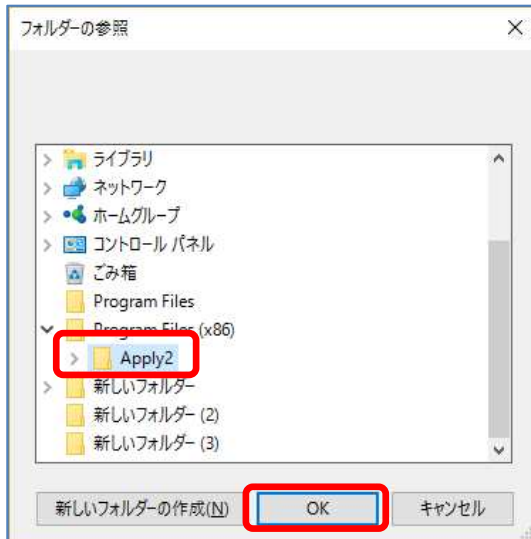 フォルダーの参照
ライブラリ
ネットワーク
ホームグループ
コントロール パネル
ごみ箱
Program Files
Program Files (x86)
Apply2
新しいフォルダー
新しいフォルダー (2)
新しいフォルダー (3)
新しいフォルダーの作成(N) OK キャンセル